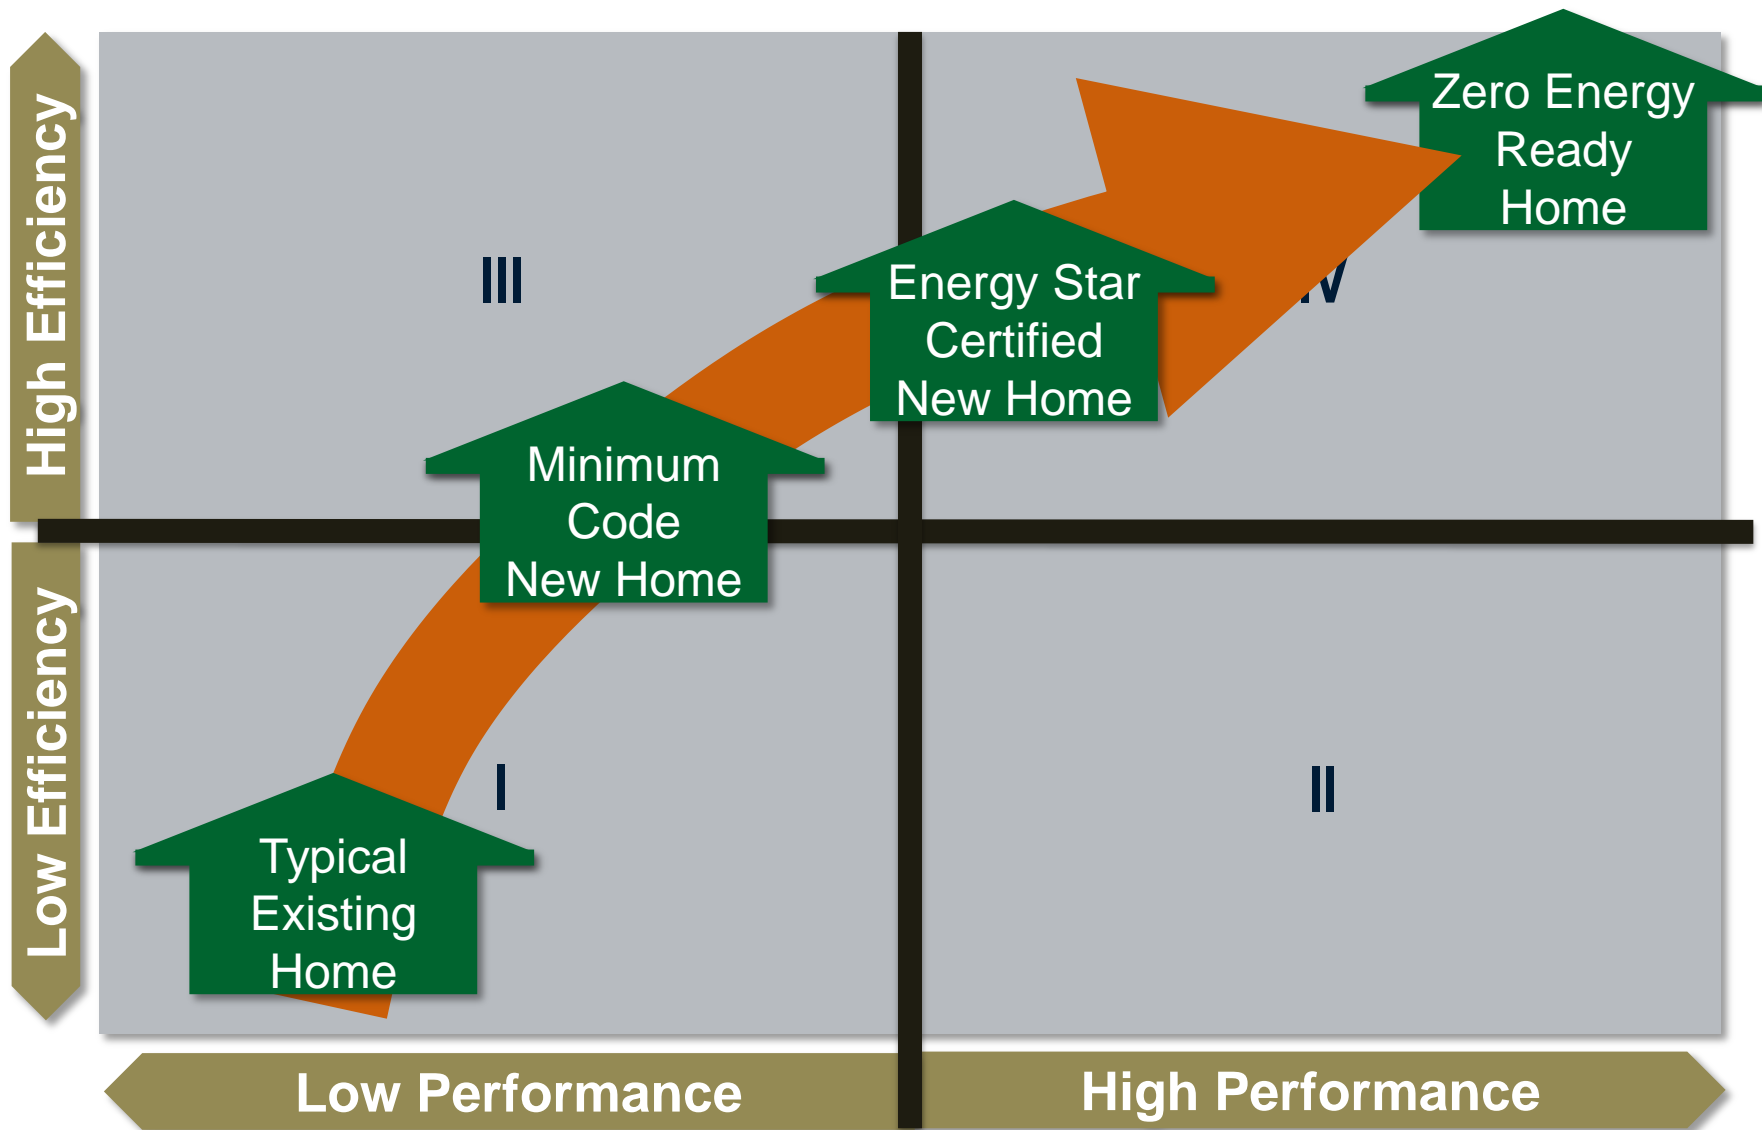 High Efficiency
Low Efficiency
Zero Energy
Ready
Home
III
IV
Energy Star
Certified
New Home
Minimum
Code
New Home
I
II
Typical
Existing
Home
Low Performance
High Performance